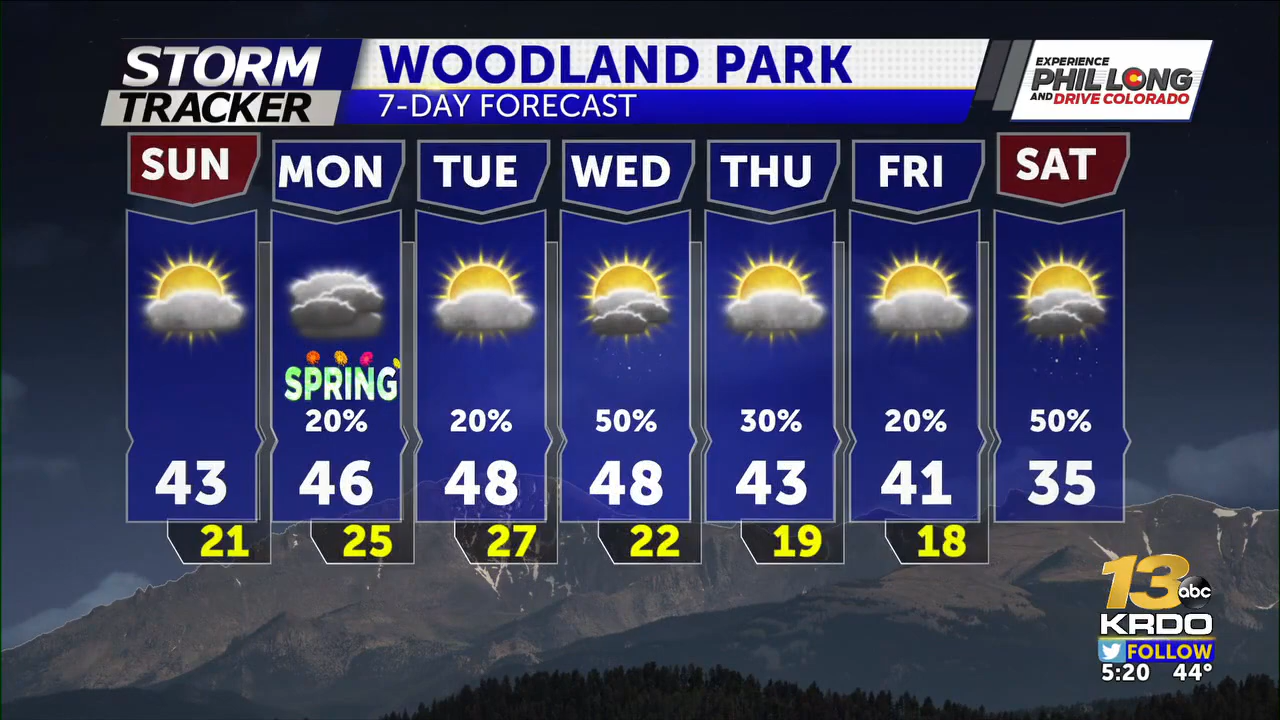 STORM
TRACKER
WOODLAND PARK
7-DAY FORECAST
EXPERIENCE
PHIL LONG
AND DRIVE COLORADO
SUN MON TUE WED THU FRI SAT
SPRING
20% 20% 50% 30% 20% 50%
43 46 48 48 43 41 35
21 25 27 22 19 18
13 abc
KRDO
FOLLOW
5:20 44°